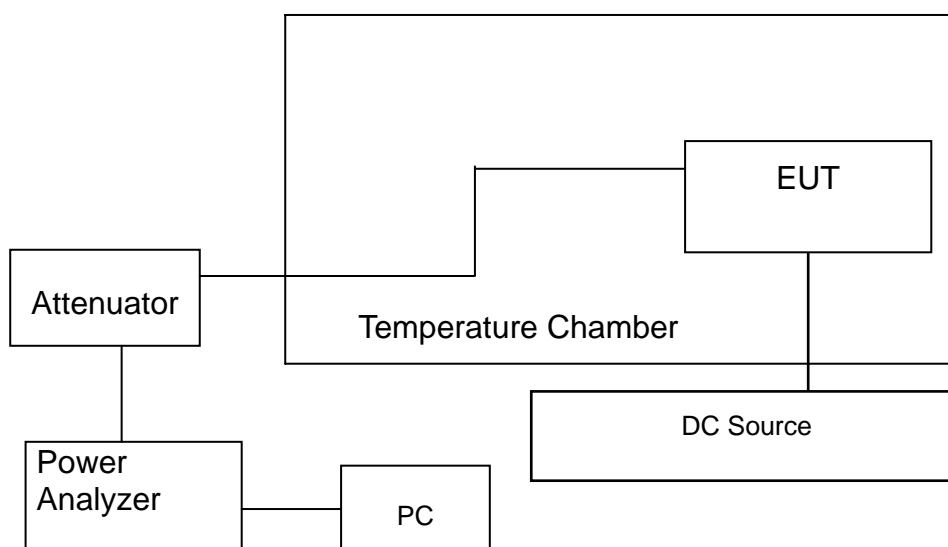 EUT
Attenuator
Temperature Chamber
DC Source
Power
Analyzer
PC